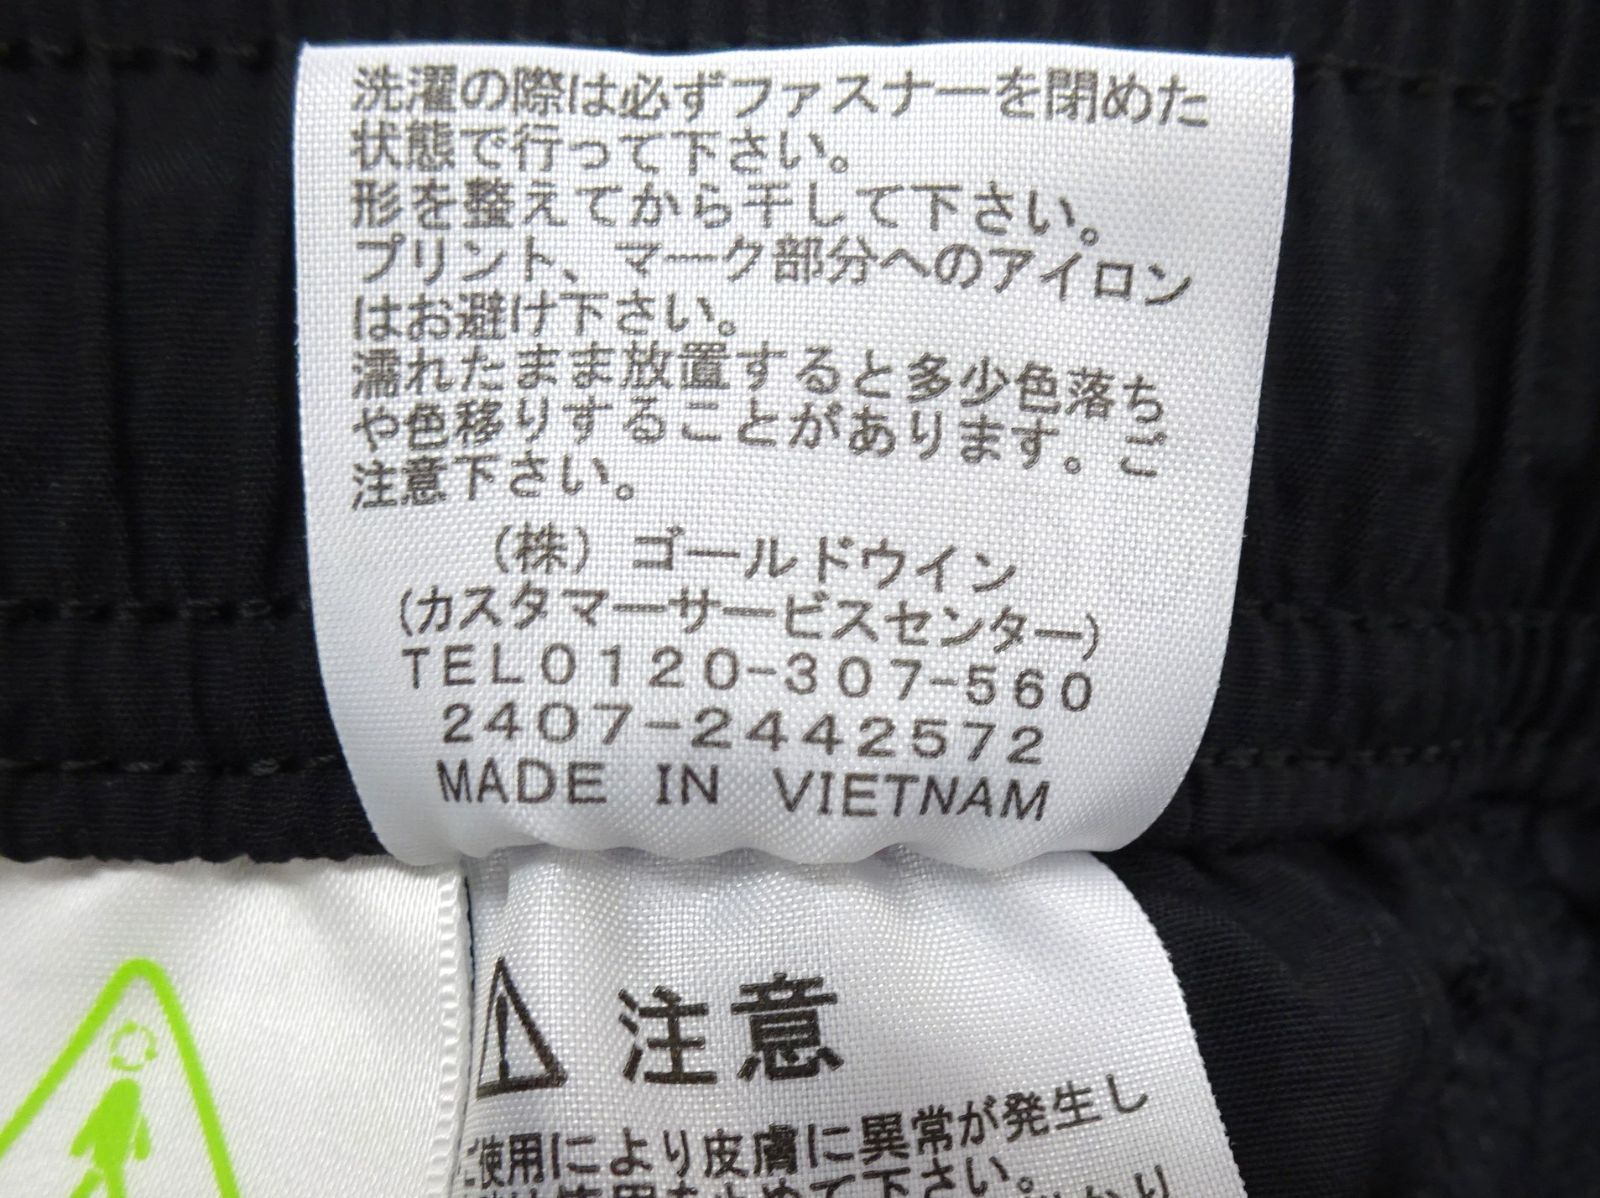 洗濯の際は必ずファスナーを閉めた
状態で行って下さい。
形を整えてから干して下さい。
プリント、マーク部分へのアイロン
はお避け下さい。
濡れたまま放置すると多少色落ち
や色移りすることがあります。ご
注意下さい。
(株)ゴールドウイン
(カスタマーサービスセンター)
TEL0120-307-560
2407-2442572
MADE IN VIETNAM
注意
使用により皮膚に異常が発生し